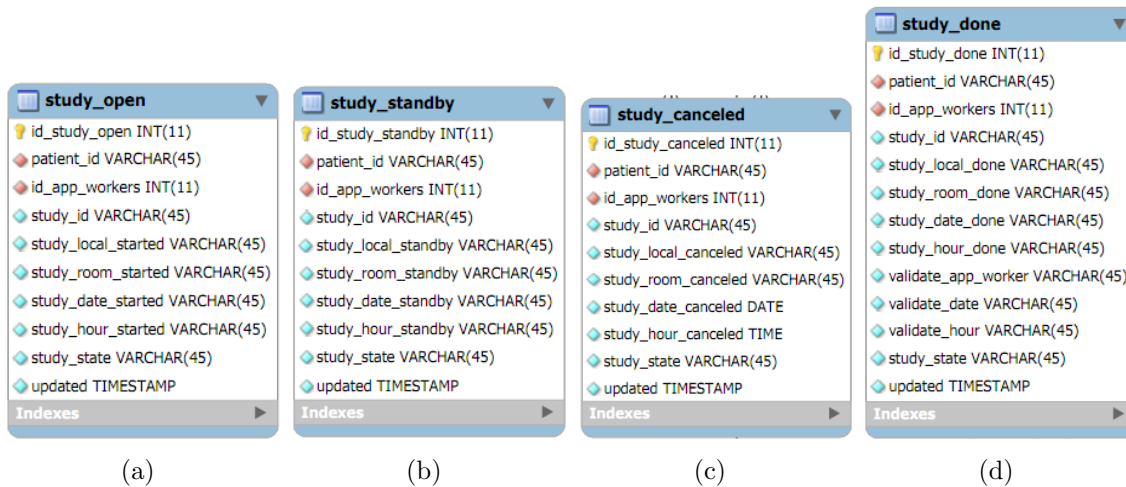 study_open
id_study_open INT(11)
patient_id VARCHAR(45)
id_app_workers INT(11)
study_id VARCHAR(45)
study_local_started VARCHAR(45)
study_room_started VARCHAR(45)
study_date_started VARCHAR(45)
study_hour_started VARCHAR(45)
study_state VARCHAR(45)
updated TIMESTAMP
Indexes
(a)
study_standby
id_study_standby INT(11)
patient_id VARCHAR(45)
id_app_workers INT(11)
study_id VARCHAR(45)
study_local_standby VARCHAR(45)
study_room_standby VARCHAR(45)
study_date_standby VARCHAR(45)
study_hour_standby VARCHAR(45)
study_state VARCHAR(45)
updated TIMESTAMP
Indexes
(b)
study_canceled
id_study_canceled INT(11)
patient_id VARCHAR(45)
id_app_workers INT(11)
study_id VARCHAR(45)
study_local_canceled VARCHAR(45)
study_room_canceled VARCHAR(45)
study_date_canceled DATE
study_hour_canceled TIME
study_state VARCHAR(45)
updated TIMESTAMP
Indexes
(c)
study_done
id_study_done INT(11)
patient_id VARCHAR(45)
id_app_workers INT(11)
study_id VARCHAR(45)
study_local_done VARCHAR(45)
study_room_done VARCHAR(45)
study_date_done VARCHAR(45)
study_hour_done VARCHAR(45)
validate_app_worker VARCHAR(45)
validate_date VARCHAR(45)
validate_hour VARCHAR(45)
study_state VARCHAR(45)
updated TIMESTAMP
Indexes
(d)